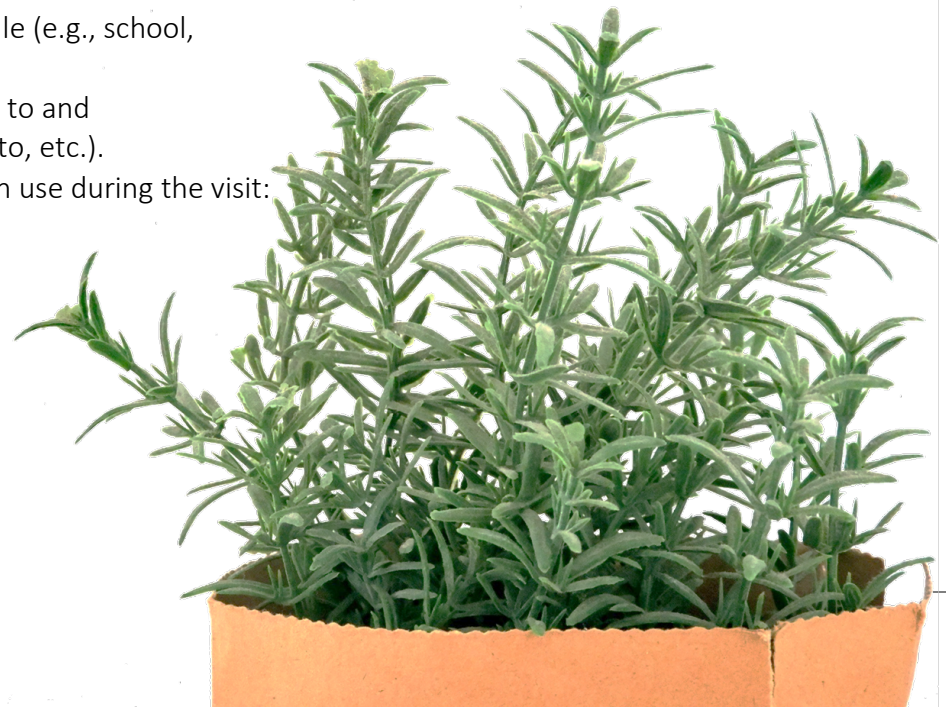 le (e.g., school,
to and
to, etc.).
n use during the visit: